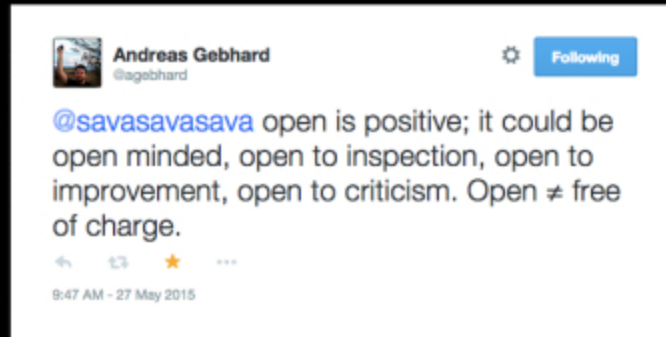 Andreas Gebhard
@agebhard
Following
@savasavasava open is positive; it could be
open minded, open to inspection, open to
improvement, open to criticism. Open ≠ free
of charge.
9:47 AM - 27 May 2015